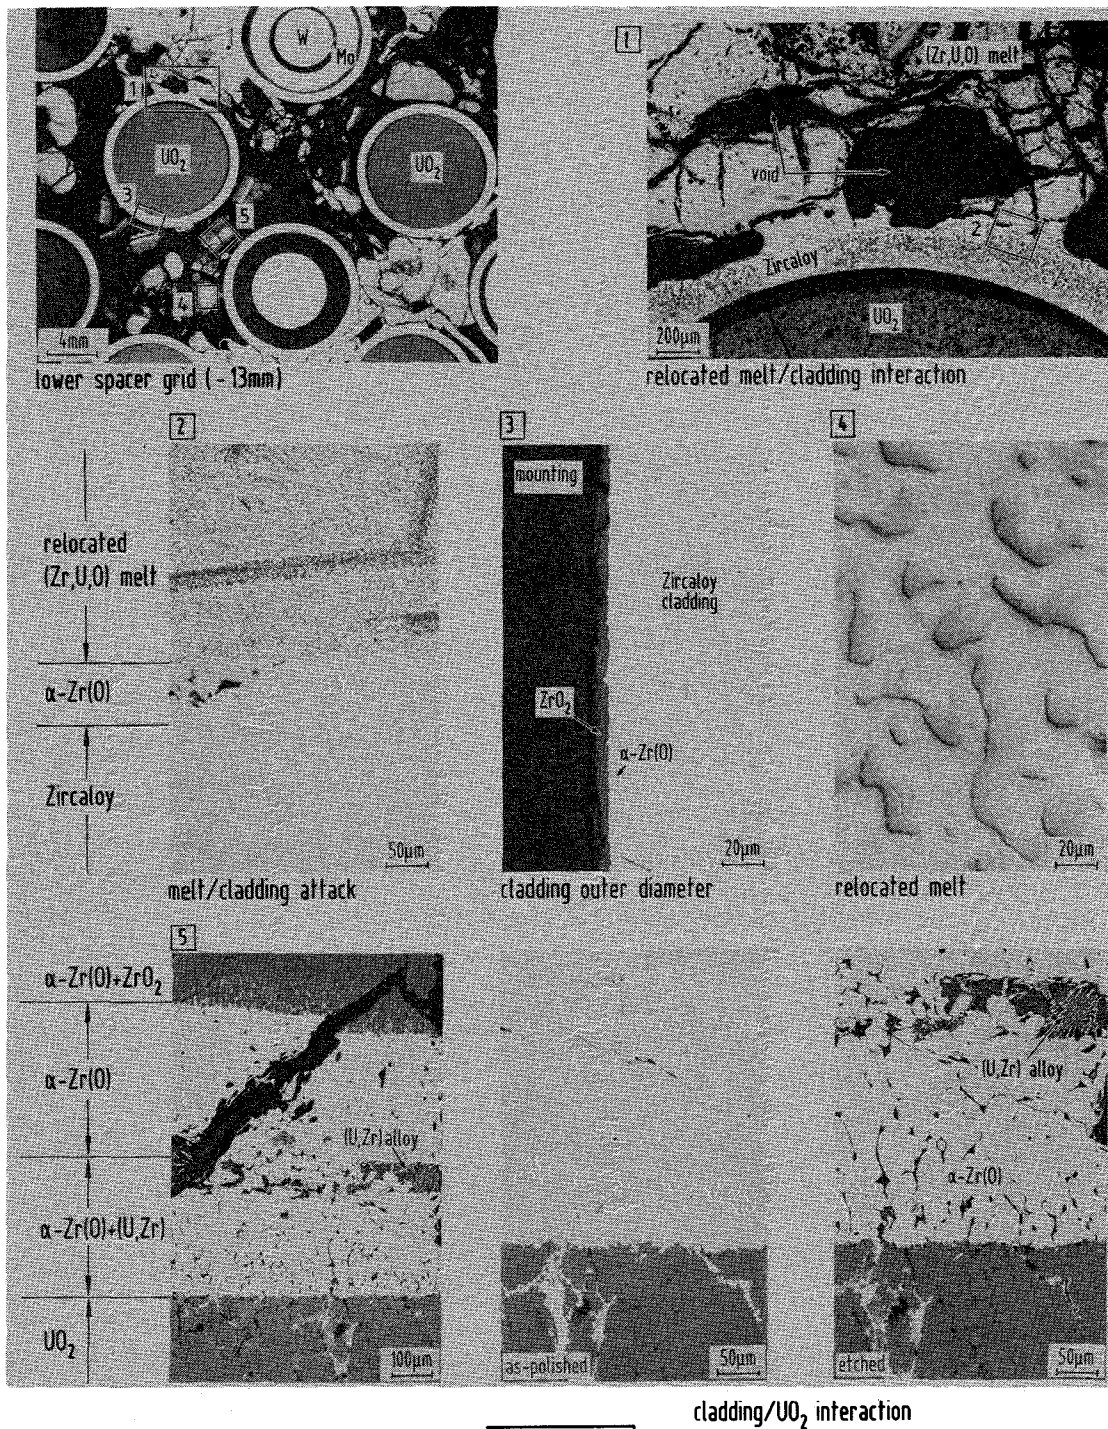 W
Mo
1
UO₂
UO₂
3
5
4
4mm
lower spacer grid (-13mm)
1
(Zr,U,O) melt
void
2
Zircaloy
UO₂
200µm
relocated melt/cladding interaction
2
relocated
(Zr,U,O) melt
α-Zr(O)
Zircaloy
50µm
melt/cladding attack
3
mounting
Zircaloy
cladding
ZrO₂
α-Zr(O)
20µm
cladding outer diameter
4
20µm
relocated melt
5
α-Zr(O)+ZrO₂
α-Zr(O)
(U,Zr) alloy
α-Zr(O)+(U,Zr)
UO₂
100µm
as-polished
50µm
(U,Zr) alloy
α-Zr(O)
etched
50µm
cladding/UO₂ interaction